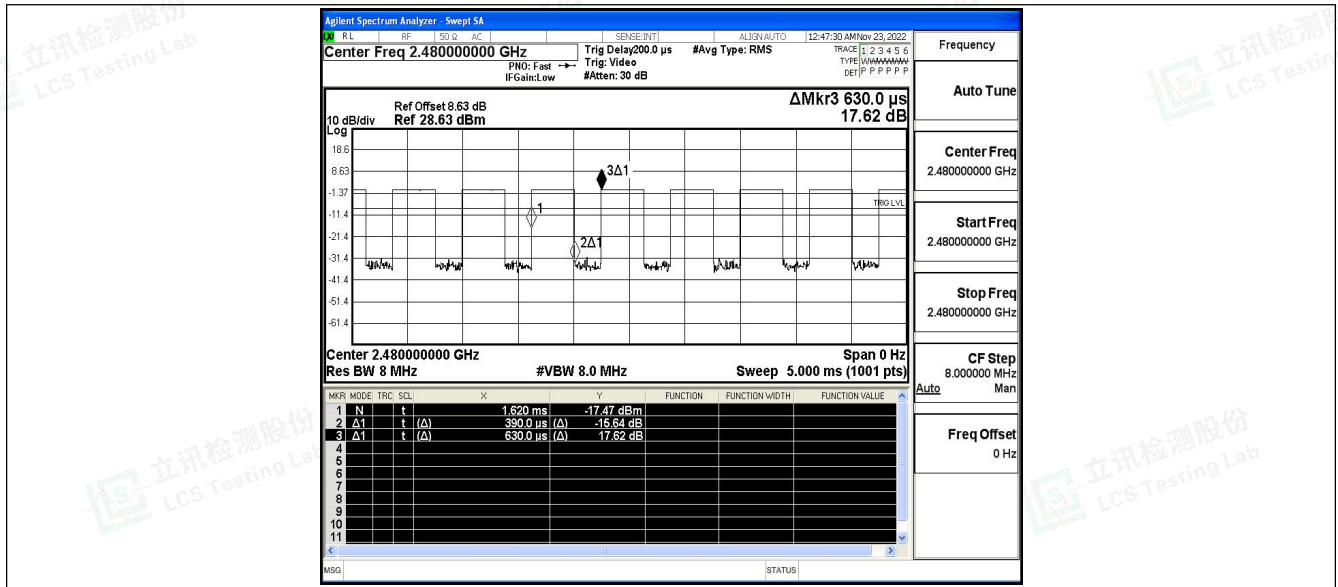 Agilent Spectrum Analyzer - Swept SA
RL RF 50 Ω AC SENSE:INT ALIGN AUTO 12:47:30 AM Nov 23, 2022
Center Freq 2.480000000 GHz
PNO: Fast
IFGain:Low
Trig Delay200.0 µs
Trig: Video
#Atten: 30 dB
#Avg Type: RMS
TRACE 1 2 3 4 5 6
TYPE
DET P P P P P P
ΔMkr3 630.0 µs
17.62 dB
Ref Offset 8.63 dB
10 dB/div Ref 28.63 dBm
Log
18.6
8.63
-1.37
-11.4
-21.4
-31.4
-41.4
-51.4
-61.4
3Δ1
1
2Δ1
TRIG LVL
Center 2.480000000 GHz Span 0 Hz
Res BW 8 MHz #VBW 8.0 MHz Sweep 5.000 ms (1001 pts)
MKR MODE TRC SCL X Y FUNCTION FUNCTION WIDTH FUNCTION VALUE
1 N t 1.620 ms -17.47 dBm
2 Δ1 t (Δ) 390.0 µs (Δ) -15.64 dB
3 Δ1 t (Δ) 630.0 µs (Δ) 17.62 dB
4
5
6
7
8
9
10
11
MSG STATUS
Frequency
Auto Tune
Center Freq
2.480000000 GHz
Start Freq
2.480000000 GHz
Stop Freq
2.480000000 GHz
CF Step
8.000000 MHz
Auto Man
Freq Offset
0 Hz
立讯检测股份
LCS Testing Lab
立讯检测股
LCS Testin
立讯检测股份
LCS Testing La
立讯检测股份
LCS Testing Lab